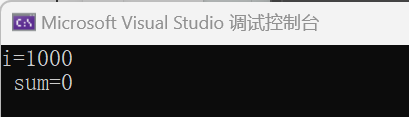 C:\ Microsoft Visual Studio 调试控制台
i=1000
sum=0